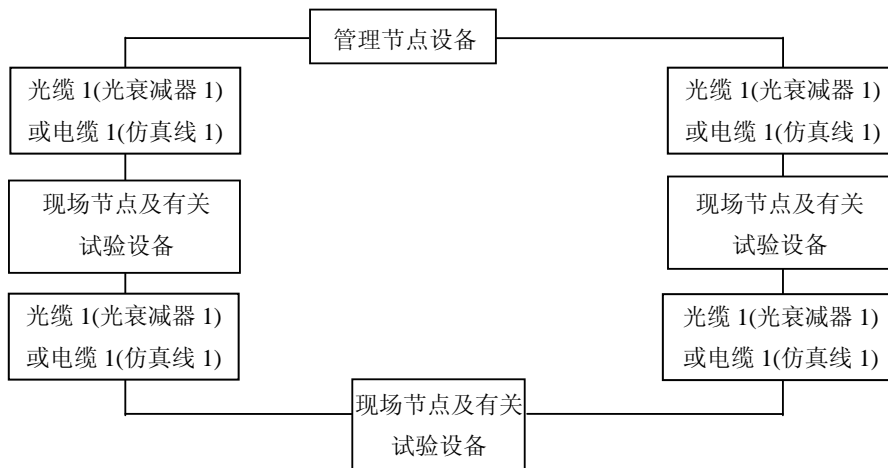 管理节点设备
光缆 1(光衰减器 1)
或电缆 1(仿真线 1)
光缆 1(光衰减器 1)
或电缆 1(仿真线 1)
现场节点及有关
试验设备
现场节点及有关
试验设备
光缆 1(光衰减器 1)
或电缆 1(仿真线 1)
光缆 1(光衰减器 1)
或电缆 1(仿真线 1)
现场节点及有关
试验设备